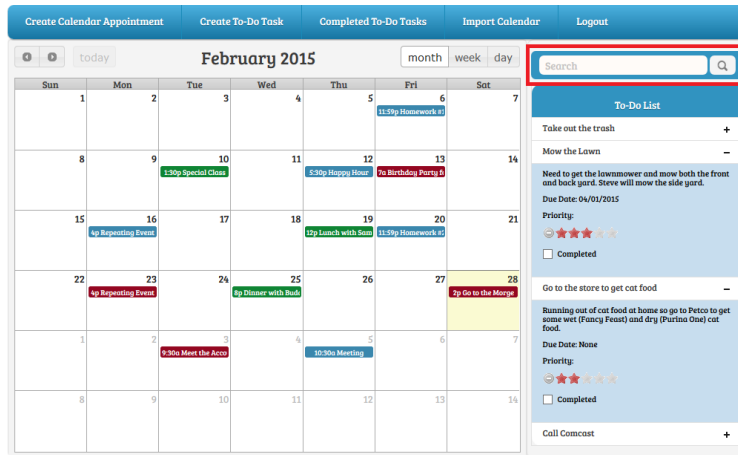 Create Calendar Appointment Create To-Do Task Completed To-Do Tasks Import Calendar Logout
today February 2015 month week day
Search
Sun Mon Tue Wed Thu Fri Sat
1 2 3 4 5 6 7
11:59p Homework #1
8 9 10 11 12 13 14
1:30p Special Class 5:30p Happy Hour 7a Birthday Party f
15 16 17 18 19 20 21
4p Repeating Event 12p Lunch with Sam 11:59p Homework #2
22 23 24 25 26 27 28
4p Repeating Event 8p Dinner with Bude 2p Go to the Morge
1 2 3 4 5 6 7
9:30a Meet the Acco 10:30a Meeting
8 9 10 11 12 13 14
To-Do List
Take out the trash +
Mow the Lawn –
Need to get the lawnmower and mow both the front
and back yard. Steve will mow the side yard.
Due Date: 04/01/2015
Priority:
Completed
Go to the store to get cat food –
Running out of cat food at home so go to Petco to get
some wet (Fancy Feast) and dry (Purina One) cat
food.
Due Date: None
Priority:
Completed
Call Comcast +